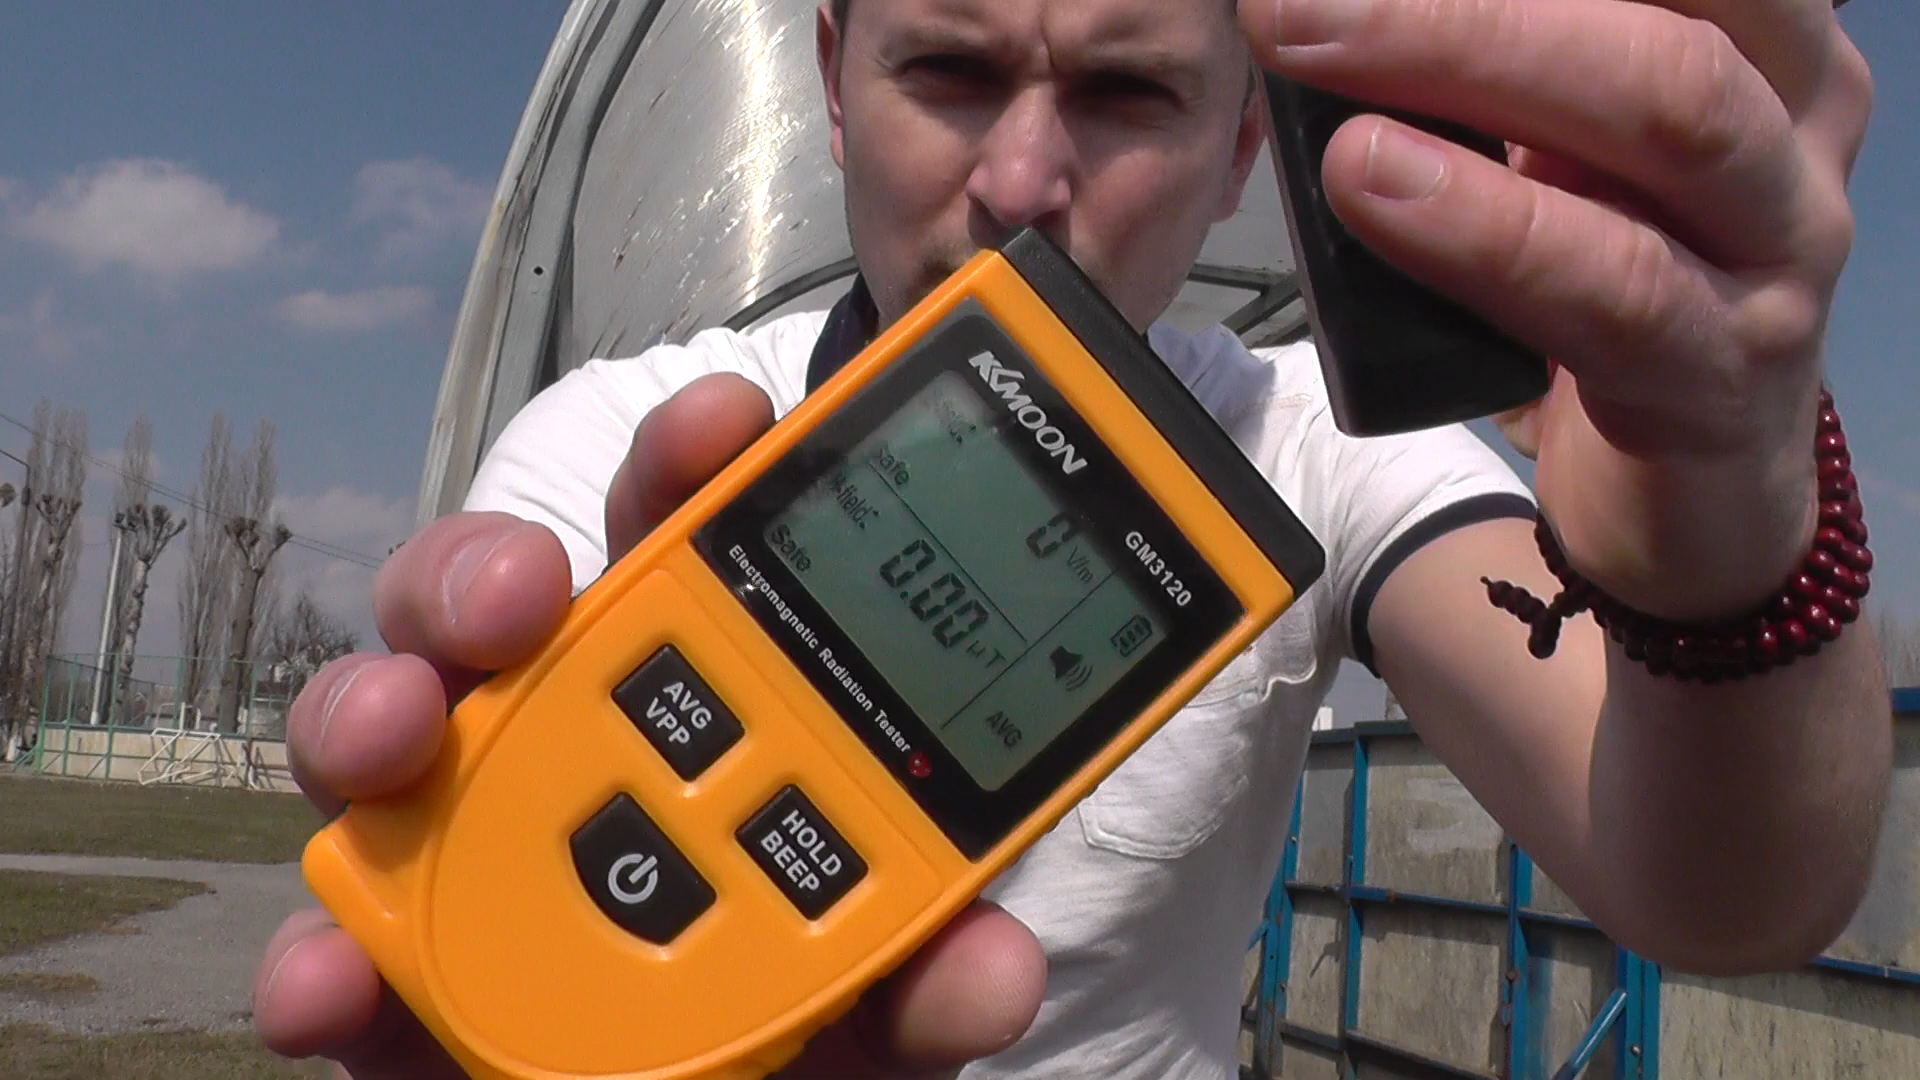 KKMOON
GM3120
0 V/m
Safe
0.00 µT
Safe
AVG
Electromagnetic Radiation Tester
AVG
VPP
HOLD
BEEP